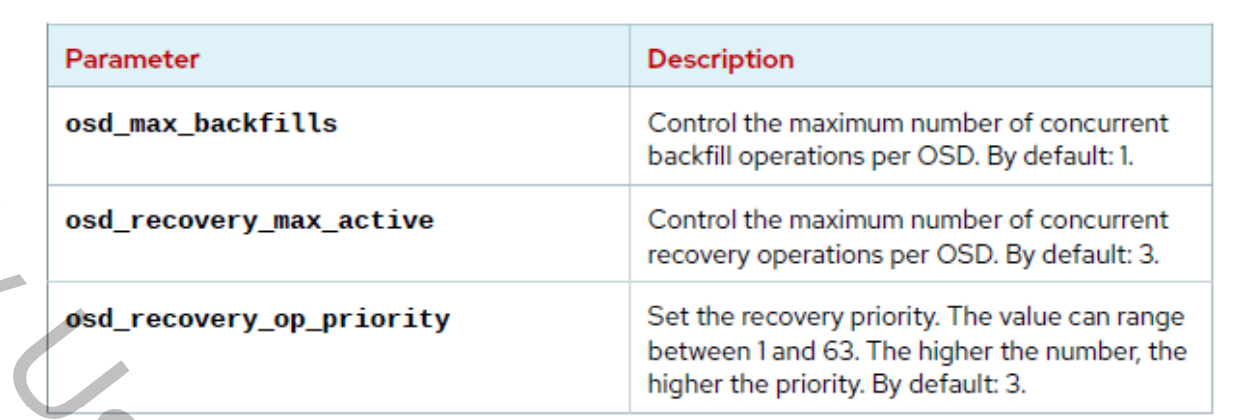 Parameter
Description
osd_max_backfills
Control the maximum number of concurrent
backfill operations per OSD. By default: 1.
osd_recovery_max_active
Control the maximum number of concurrent
recovery operations per OSD. By default: 3.
osd_recovery_op_priority
Set the recovery priority. The value can range
between 1 and 63. The higher the number, the
higher the priority. By default: 3.